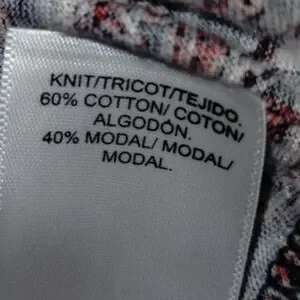 KNIT/TRICOT/TEJIDO.
60% COTTON/ COTON/
ALGODÓN.
40% MODAL/ MODAL/
MODAL.